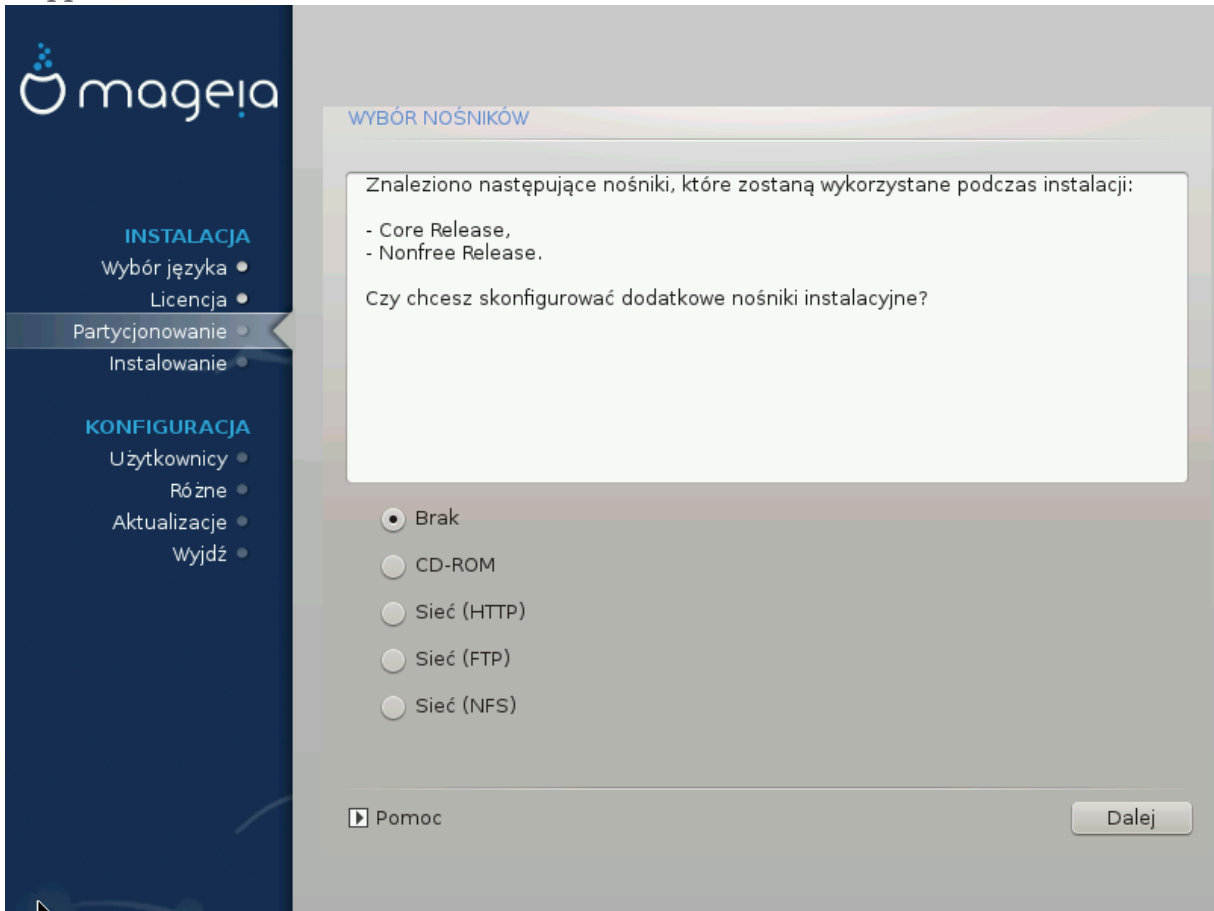 mageia
INSTALACJA
Wybór języka
Licencja
Partycjonowanie
Instalowanie
KONFIGURACJA
Użytkownicy
Różne
Aktualizacje
Wyjdź
WYBÓR NOŚNIKÓW
Znaleziono następujące nośniki, które zostaną wykorzystane podczas instalacji:
- Core Release,
- Nonfree Release.
Czy chcesz skonfigurować dodatkowe nośniki instalacyjne?
Brak
CD-ROM
Sieć (HTTP)
Sieć (FTP)
Sieć (NFS)
Pomoc
Dalej